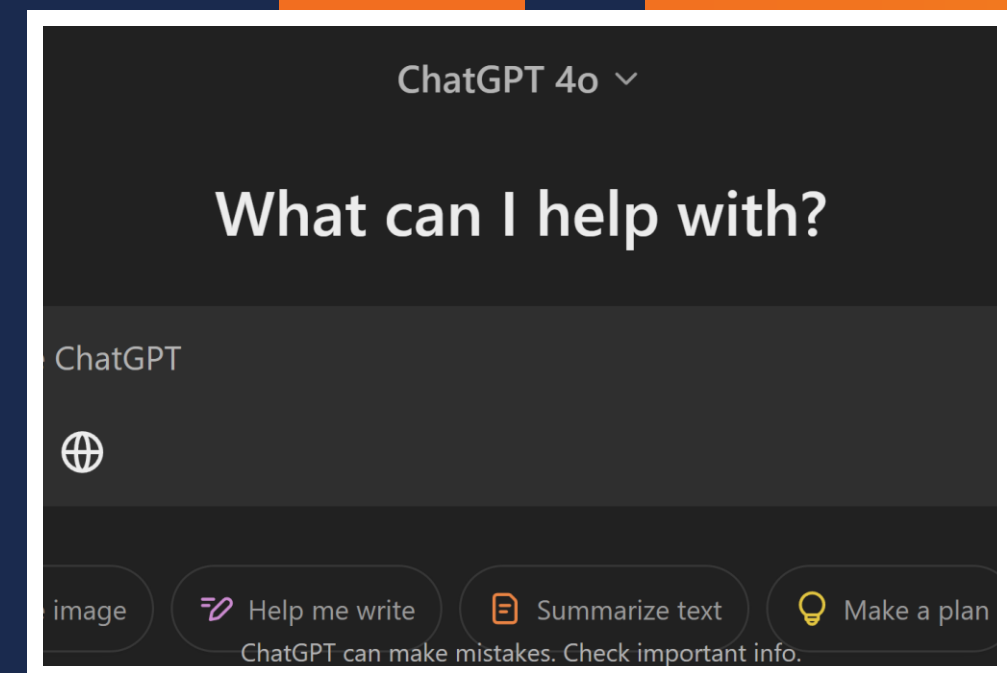 ChatGPT 4o
What can I help with?
ChatGPT
image Help me write Summarize text Make a plan
ChatGPT can make mistakes. Check important info.